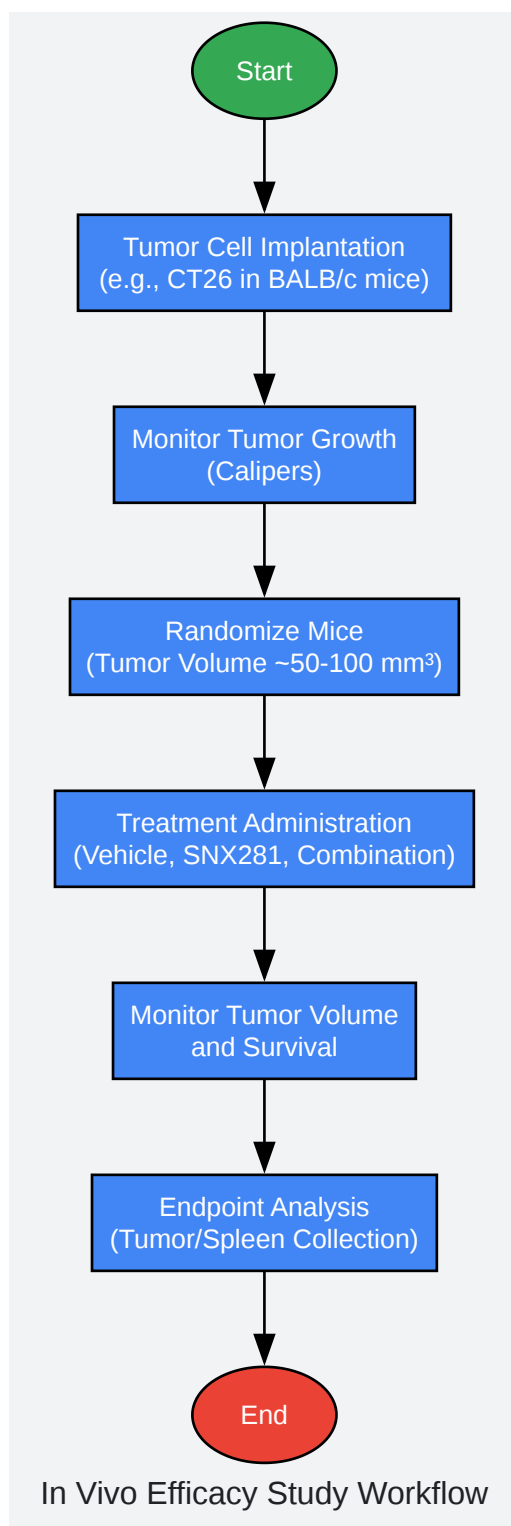 Start
Tumor Cell Implantation
(e.g., CT26 in BALB/c mice)
Monitor Tumor Growth
(Calipers)
Randomize Mice
(Tumor Volume ~50-100 mm³)
Treatment Administration
(Vehicle, SNX281, Combination)
Monitor Tumor Volume
and Survival
Endpoint Analysis
(Tumor/Spleen Collection)
End
In Vivo Efficacy Study Workflow